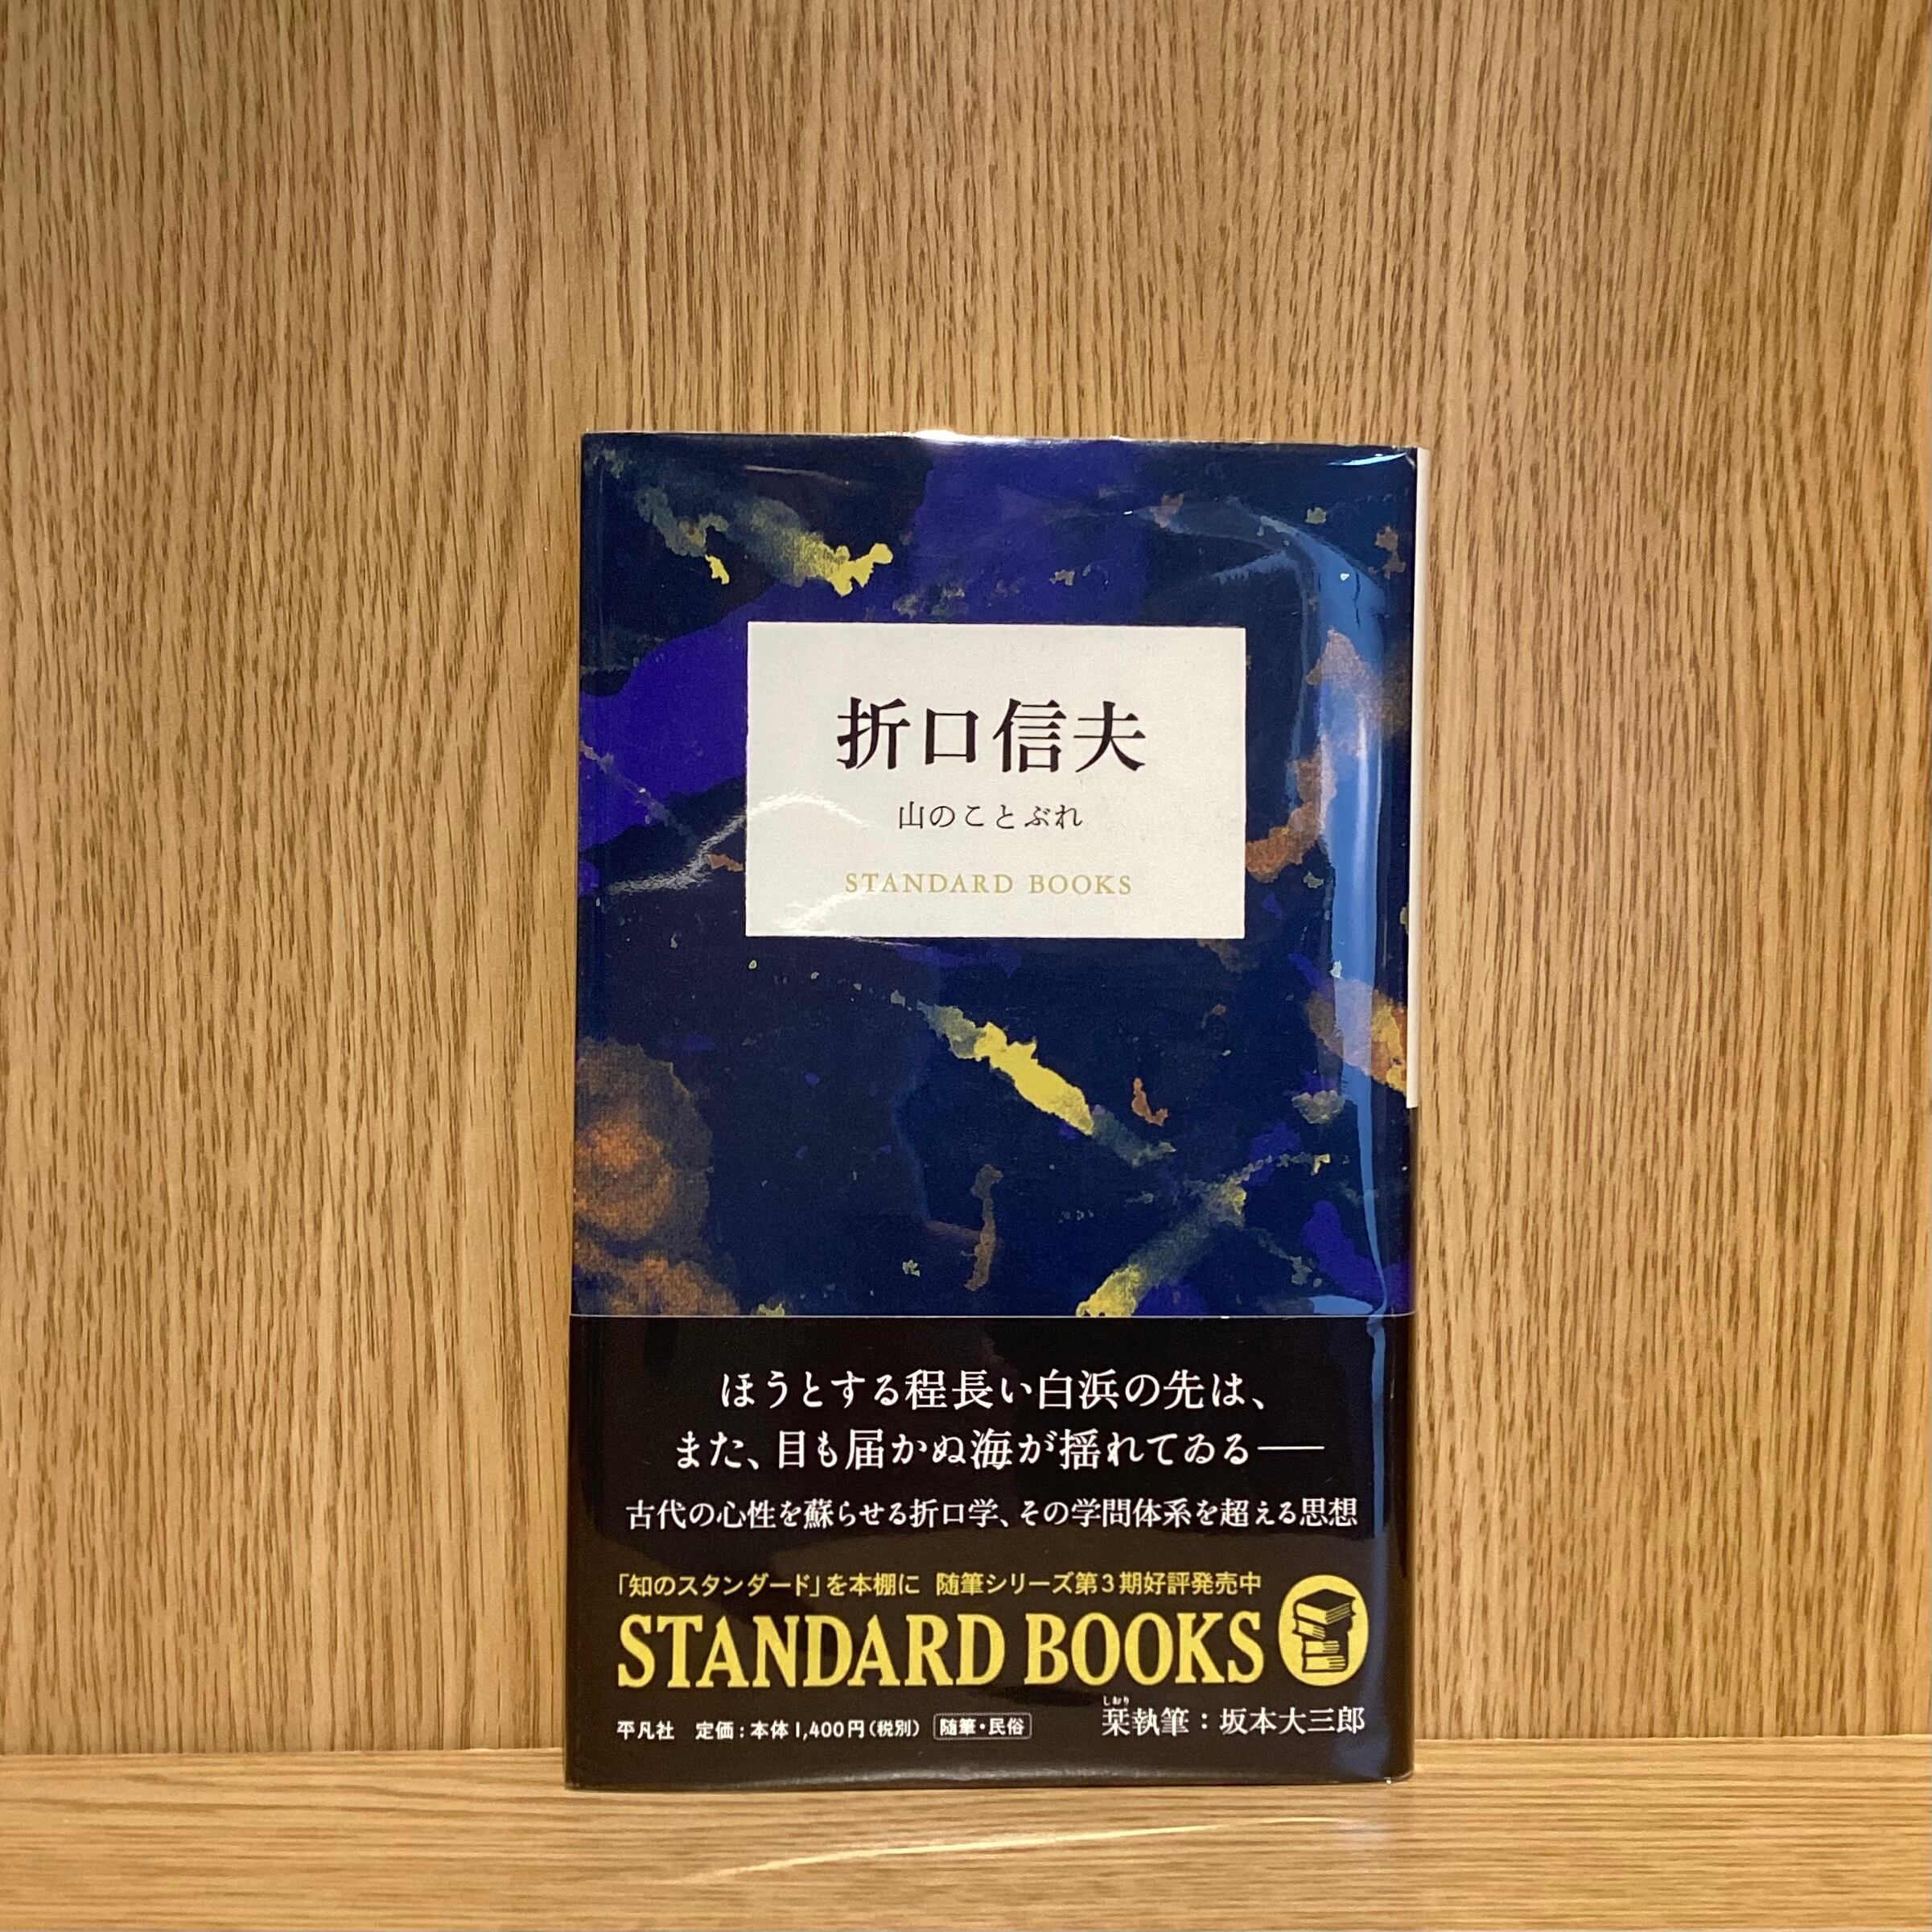 折口信夫
山のことぶれ
STANDARD BOOKS
ほうとする程長い白浜の先は、
また、目も届かぬ海が揺れてゐる──
古代の心性を蘇らせる折口学、その学問体系を超える思想
「知のスタンダード」を本棚に 随筆シリーズ第3期好評発売中
STANDARD BOOKS
平凡社 定価:本体1,400円(税別) 随筆・民俗
しおり
栞執筆:坂本大三郎